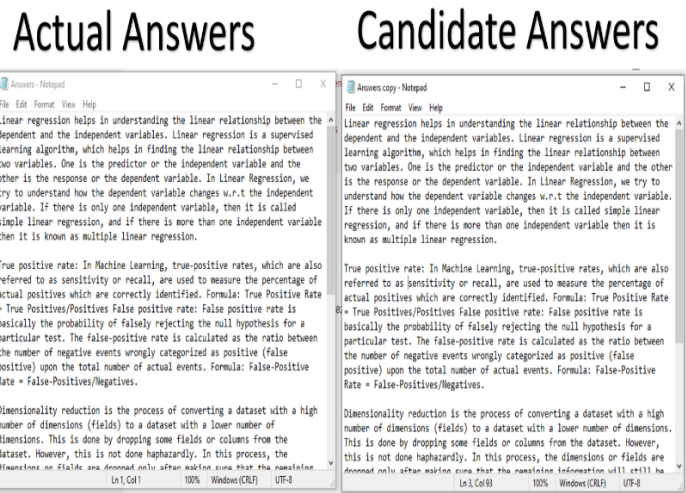 Actual Answers
Candidate Answers
Answers - Notepad
File Edit Format View Help
Linear regression helps in understanding the linear relationship between the
dependent and the independent variables. Linear regression is a supervised
learning algorithm, which helps in finding the linear relationship between
two variables. One is the predictor or the independent variable and the
other is the response or the dependent variable. In Linear Regression, we
try to understand how the dependent variable changes w.r.t the independent
variable. If there is only one independent variable, then it is called
simple linear regression, and if there is more than one independent variable
then it is known as multiple linear regression.
True positive rate: In Machine Learning, true-positive rates, which are also
referred to as sensitivity or recall, are used to measure the percentage of
actual positives which are correctly identified. Formula: True Positive Rate
= True Positives/Positives False positive rate: False positive rate is
basically the probability of falsely rejecting the null hypothesis for a
particular test. The false-positive rate is calculated as the ratio between
the number of negative events wrongly categorized as positive (false
positive) upon the total number of actual events. Formula: False-Positive
Rate = False-Positives/Negatives.
Dimensionality reduction is the process of converting a dataset with a high
number of dimensions (fields) to a dataset with a lower number of
dimensions. This is done by dropping some fields or columns from the
dataset. However, this is not done haphazardly. In this process, the
dimensions or fields are dropped only after making sure that the remaining
Ln 1, Col 1 100% Windows (CRLF) UTF-8
Answers copy - Notepad
File Edit Format View Help
Linear regression helps in understanding the linear relationship between the
dependent and the independent variables. Linear regression is a supervised
learning algorithm, which helps in finding the linear relationship between
two variables. One is the predictor or the independent variable and the other
is the response or the dependent variable. In Linear Regression, we try to
understand how the dependent variable changes w.r.t the independent variable.
If there is only one independent variable, then it is called simple linear
regression, and if there is more than one independent variable then it is
known as multiple linear regression.
True positive rate: In Machine Learning, true-positive rates, which are also
referred to as sensitivity or recall, are used to measure the percentage of
actual positives which are correctly identified. Formula: True Positive Rate
= True Positives/Positives False positive rate: False positive rate is
basically the probability of falsely rejecting the null hypothesis for a
particular test. The false-positive rate is calculated as the ratio between
the number of negative events wrongly categorized as positive (false
positive) upon the total number of actual events. Formula: False-Positive
Rate = False-Positives/Negatives.
Dimensionality reduction is the process of converting a dataset with a high
number of dimensions (fields) to a dataset with a lower number of dimensions.
This is done by dropping some fields or columns from the dataset. However,
this is not done haphazardly. In this process, the dimensions or fields are
dropped only after making sure that the remaining information will still be
Ln 3, Col 93 100% Windows (CRLF) UTF-8